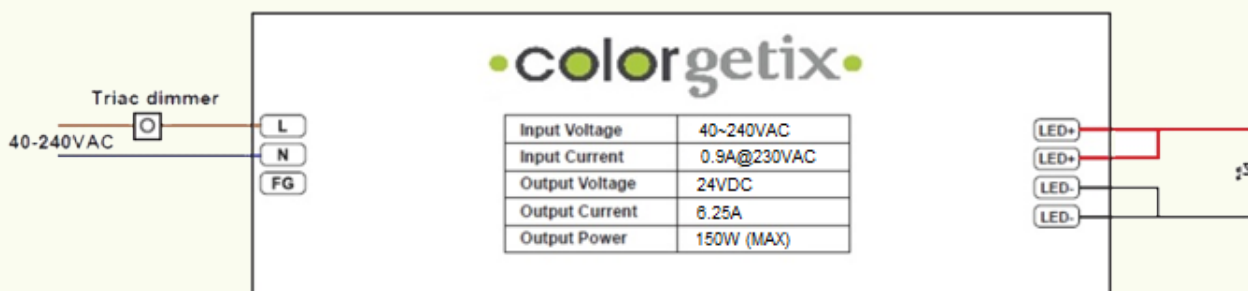 colorgetix
Triac dimmer
40-240VAC
L
N
FG
Input Voltage 40~240VAC
Input Current 0.9A@230VAC
Output Voltage 24VDC
Output Current 6.25A
Output Power 150W (MAX)
LED+
LED+
LED-
LED-